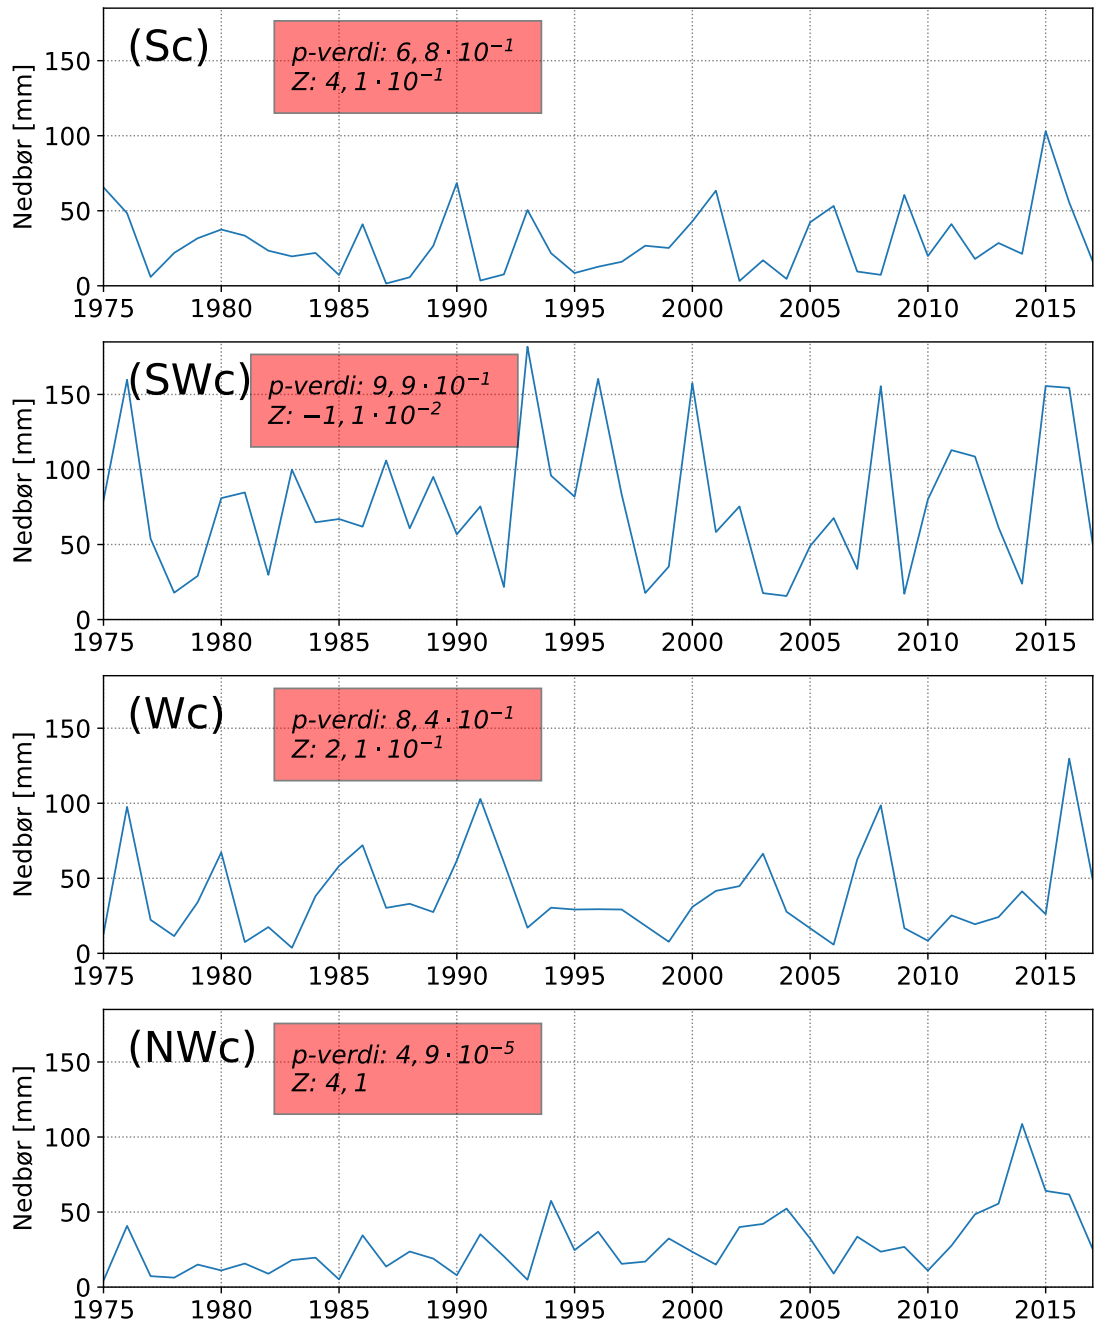 (Sc)
p-verdi: 6, 8 · 10⁻¹
Z: 4, 1 · 10⁻¹
Nedbør [mm]
150
100
50
0
1975 1980 1985 1990 1995 2000 2005 2010 2015
(SWc)
p-verdi: 9, 9 · 10⁻¹
Z: −1, 1 · 10⁻²
Nedbør [mm]
150
100
50
0
1975 1980 1985 1990 1995 2000 2005 2010 2015
(Wc)
p-verdi: 8, 4 · 10⁻¹
Z: 2, 1 · 10⁻¹
Nedbør [mm]
150
100
50
0
1975 1980 1985 1990 1995 2000 2005 2010 2015
(NWc)
p-verdi: 4, 9 · 10⁻⁵
Z: 4, 1
Nedbør [mm]
150
100
50
0
1975 1980 1985 1990 1995 2000 2005 2010 2015